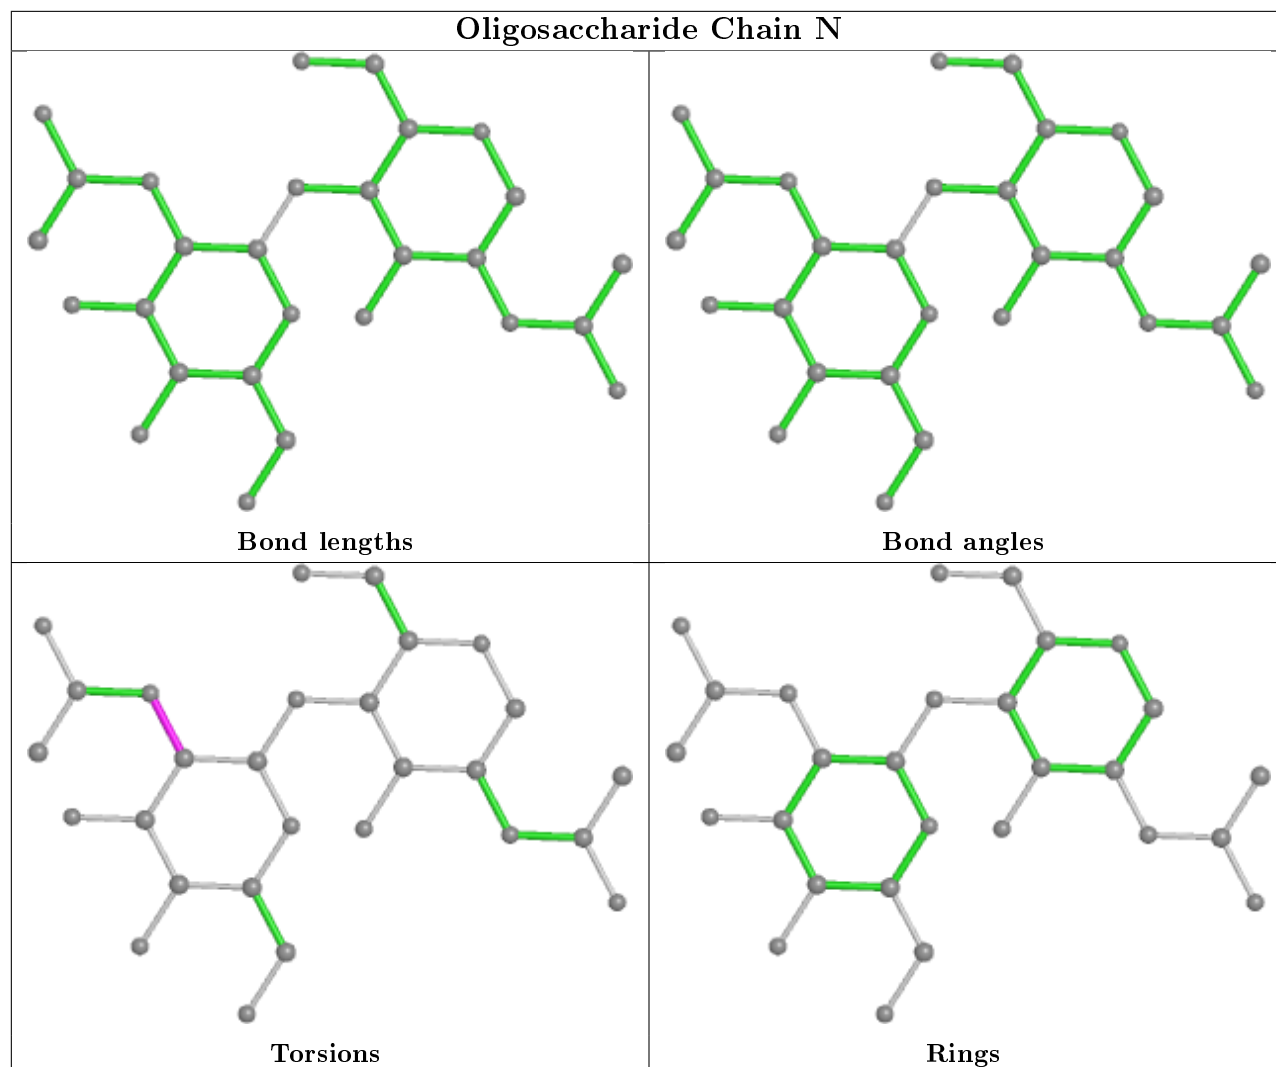 Oligosaccharide Chain N
Bond lengths
Bond angles
Torsions
Rings